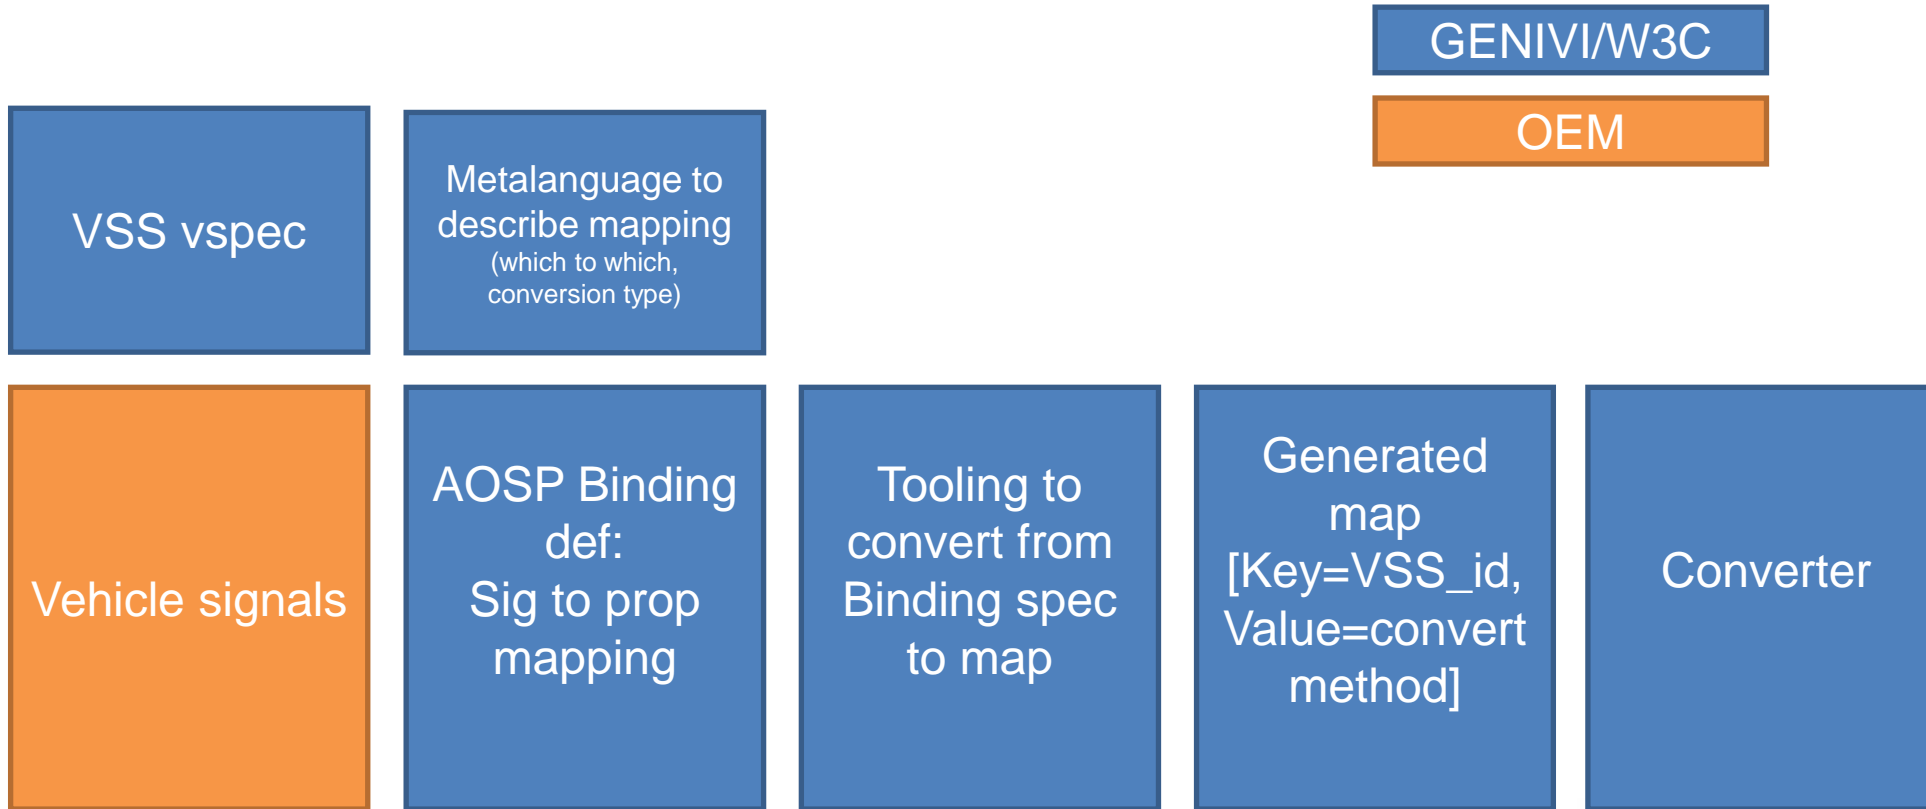 GENIVI/W3C
OEM
VSS vspec
Metalanguage to
describe mapping
(which to which,
conversion type)
Vehicle signals
AOSP Binding
def:
Sig to prop
mapping
Tooling to
convert from
Binding spec
to map
Generated
map
[Key=VSS_id,
Value=convert
method]
Converter